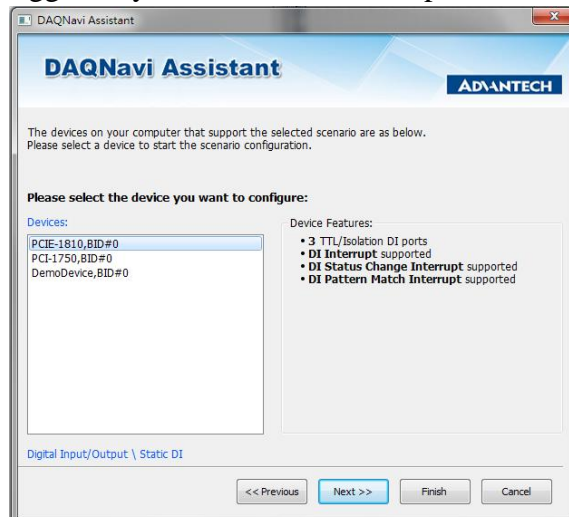 DAQNavi Assistant
DAQNavi Assistant
ADVANTECH
The devices on your computer that support the selected scenario are as below.
Please select a device to start the scenario configuration.
Please select the device you want to configure:
Devices:
PCIE-1810,BID#0
PCI-1750,BID#0
DemoDevice,BID#0
Device Features:
• 3 TTL/Isolation DI ports
• DI Interrupt supported
• DI Status Change Interrupt supported
• DI Pattern Match Interrupt supported
Digital Input/Output \ Static DI
<< Previous
Next >>
Finish
Cancel